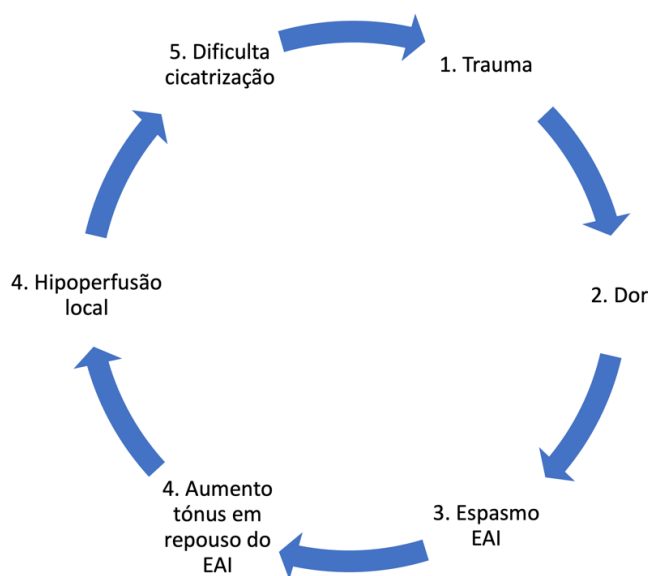 1. Trauma
2. Dor
3. Espasmo
EAI
4. Aumento
tónus em
repouso do
EAI
4. Hipoperfusão
local
5. Dificulta
cicatrização